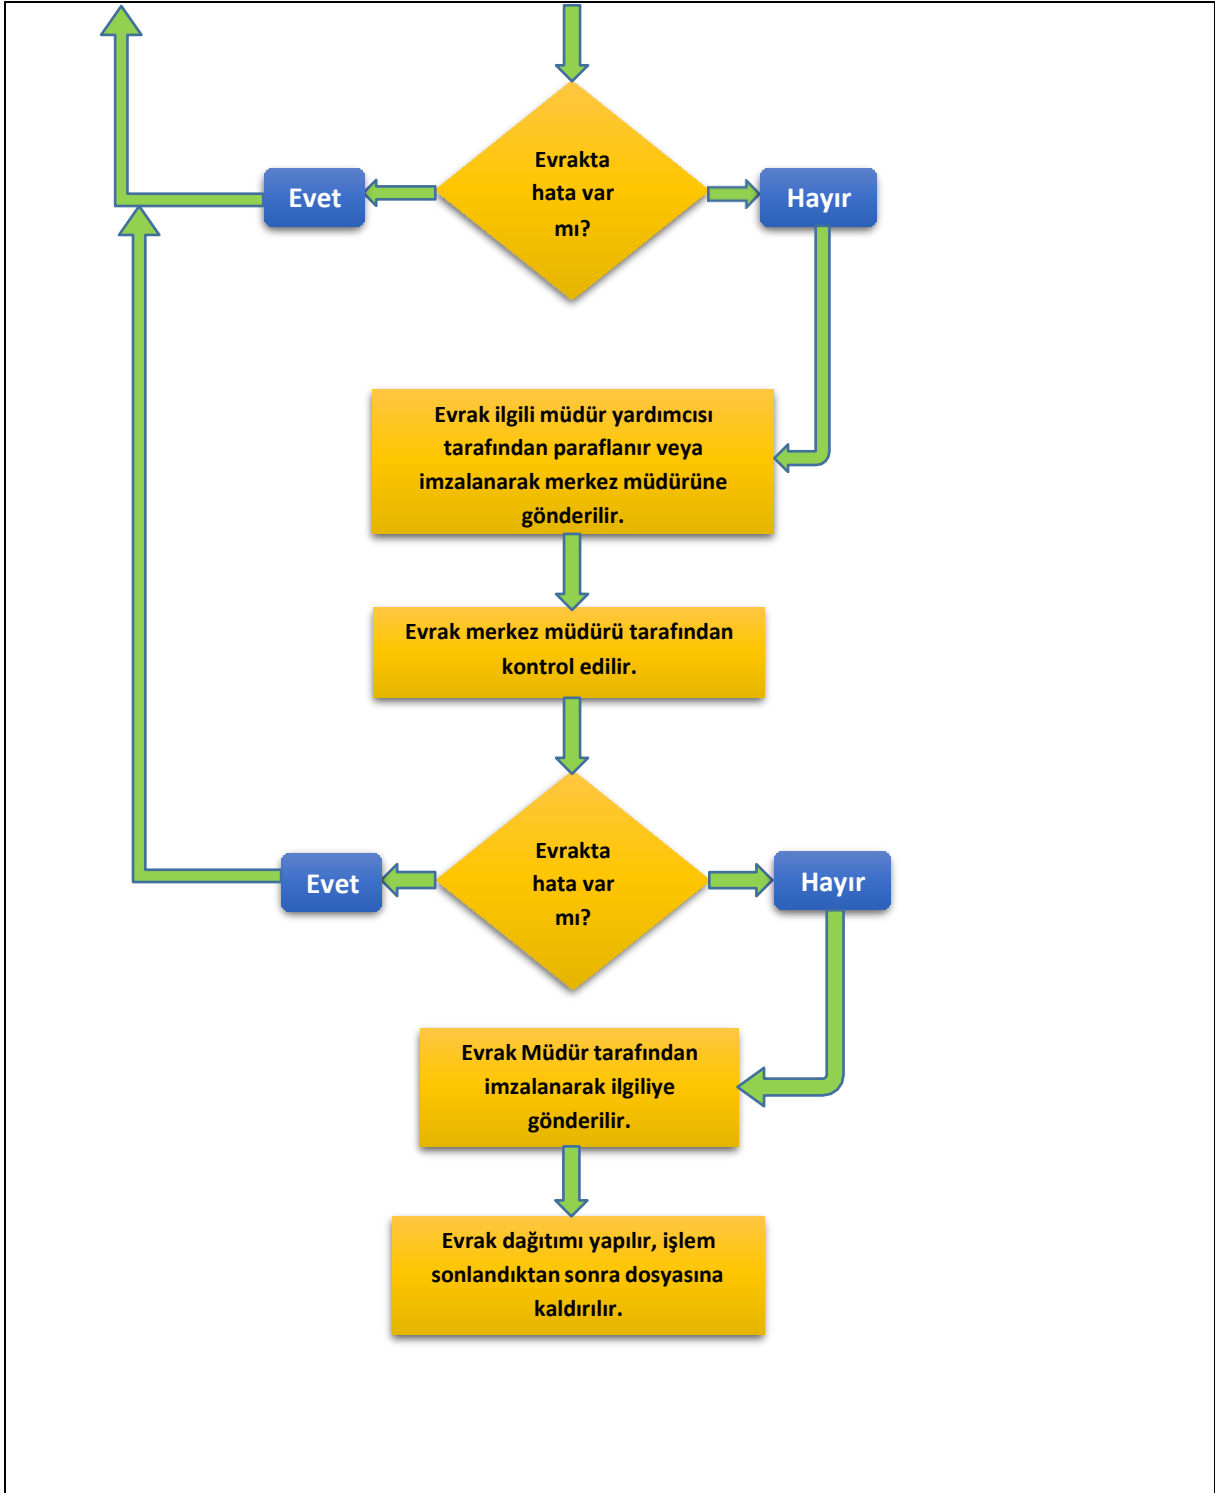 Evrakta
hata var
mı?
Evet
Hayır
Evrak ilgili müdür yardımcısı
tarafından paraflanır veya
imzalanarak merkez müdürüne
gönderilir.
Evrak merkez müdürü tarafından
kontrol edilir.
Evrakta
hata var
mı?
Evet
Hayır
Evrak Müdür tarafından
imzalanarak ilgiliye
gönderilir.
Evrak dağıtımı yapılır, işlem
sonlandıktan sonra dosyasına
kaldırılır.